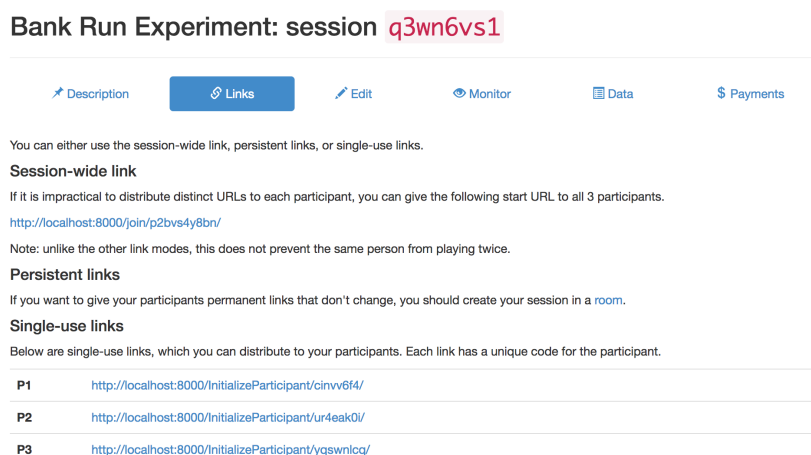 Bank Run Experiment: session q3wn6vs1
Description Links Edit Monitor Data $ Payments
You can either use the session-wide link, persistent links, or single-use links.
Session-wide link
If it is impractical to distribute distinct URLs to each participant, you can give the following start URL to all 3 participants.
http://localhost:8000/join/p2bvs4y8bn/
Note: unlike the other link modes, this does not prevent the same person from playing twice.
Persistent links
If you want to give your participants permanent links that don't change, you should create your session in a room.
Single-use links
Below are single-use links, which you can distribute to your participants. Each link has a unique code for the participant.
P1 http://localhost:8000/InitializeParticipant/cinvv6f4/
P2 http://localhost:8000/InitializeParticipant/ur4eak0i/
P3 http://localhost:8000/InitializeParticipant/yqswnlcq/